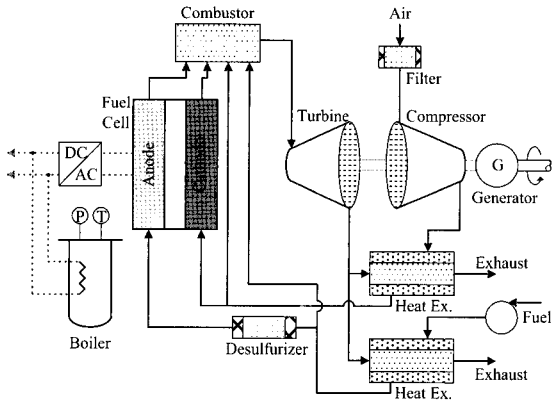 Combustor
Air
Filter
Fuel
Cell
Turbine
Compressor
DC
AC
Anode
G
Generator
P
T
Exhaust
Heat Ex.
Fuel
Boiler
Desulfurizer
Exhaust
Heat Ex.